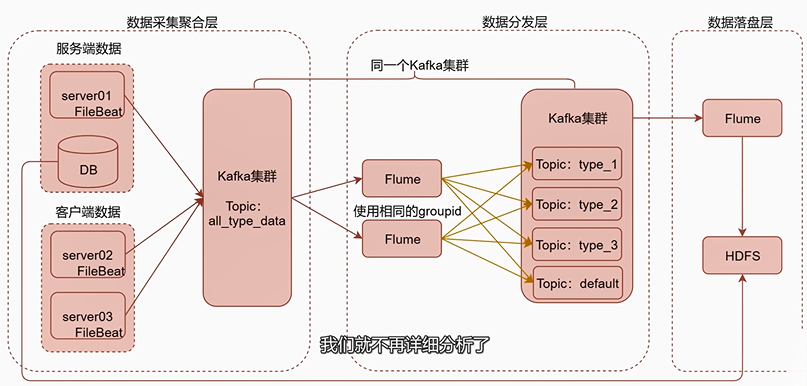 数据采集聚合层
数据分发层
数据落盘层
服务端数据
同一个Kafka集群
server01
FileBeat
DB
Kafka集群
Topic:
all_type_data
Flume
使用相同的groupid
Flume
Kafka集群
Topic: type_1
Topic: type_2
Topic: type_3
Topic: default
Flume
HDFS
客户端数据
server02
FileBeat
server03
FileBeat
我们就不再详细分析了